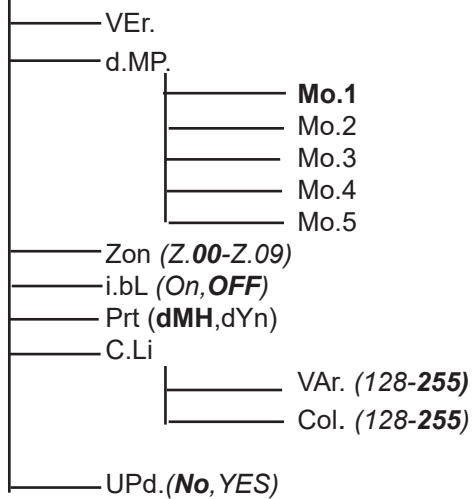 VEr.
d.MP.
Mo.1
Mo.2
Mo.3
Mo.4
Mo.5
Zon (Z.00-Z.09)
i.bL (On,OFF)
Prt (dMH,dYn)
C.Li
VAr. (128-255)
Col. (128-255)
UPd.(No,YES)